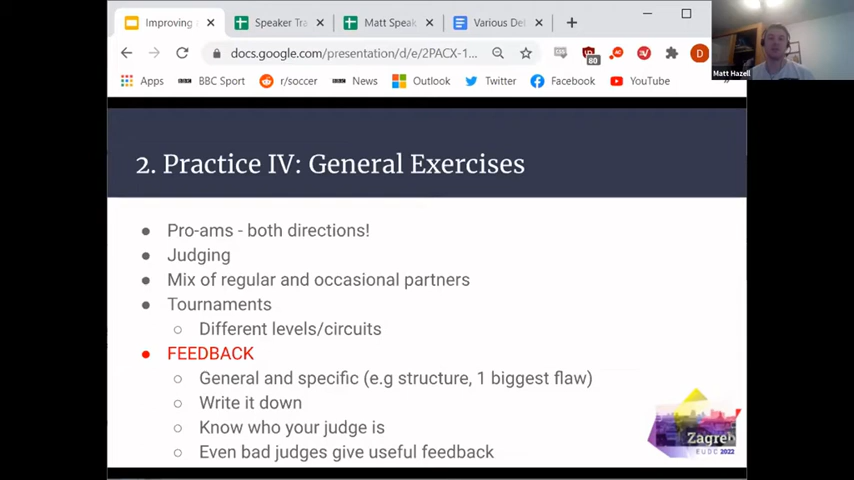 Improving
Speaker Tra
Matt Speak
Various De
docs.google.com/presentation/d/e/2PACX-1...
80
D
Matt Hazell
Apps
BBC Sport
r/soccer
News
Outlook
Twitter
Facebook
YouTube
2. Practice IV: General Exercises
Pro-ams - both directions!
Judging
Mix of regular and occasional partners
Tournaments
Different levels/circuits
FEEDBACK
General and specific (e.g structure, 1 biggest flaw)
Write it down
Know who your judge is
Even bad judges give useful feedback
Zagreb
EUDC 2022